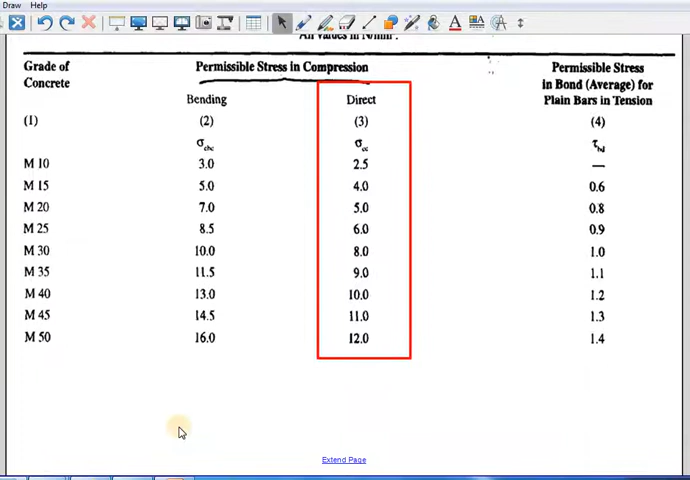 Draw Help
All values in N/mm².
Grade of Concrete Permissible Stress in Compression Permissible Stress in Bond (Average) for Plain Bars in Tension
Bending Direct
(1) (2) (3) (4)
σcbc σcc τbd
M 10 3.0 2.5 —
M 15 5.0 4.0 0.6
M 20 7.0 5.0 0.8
M 25 8.5 6.0 0.9
M 30 10.0 8.0 1.0
M 35 11.5 9.0 1.1
M 40 13.0 10.0 1.2
M 45 14.5 11.0 1.3
M 50 16.0 12.0 1.4
Extend Page